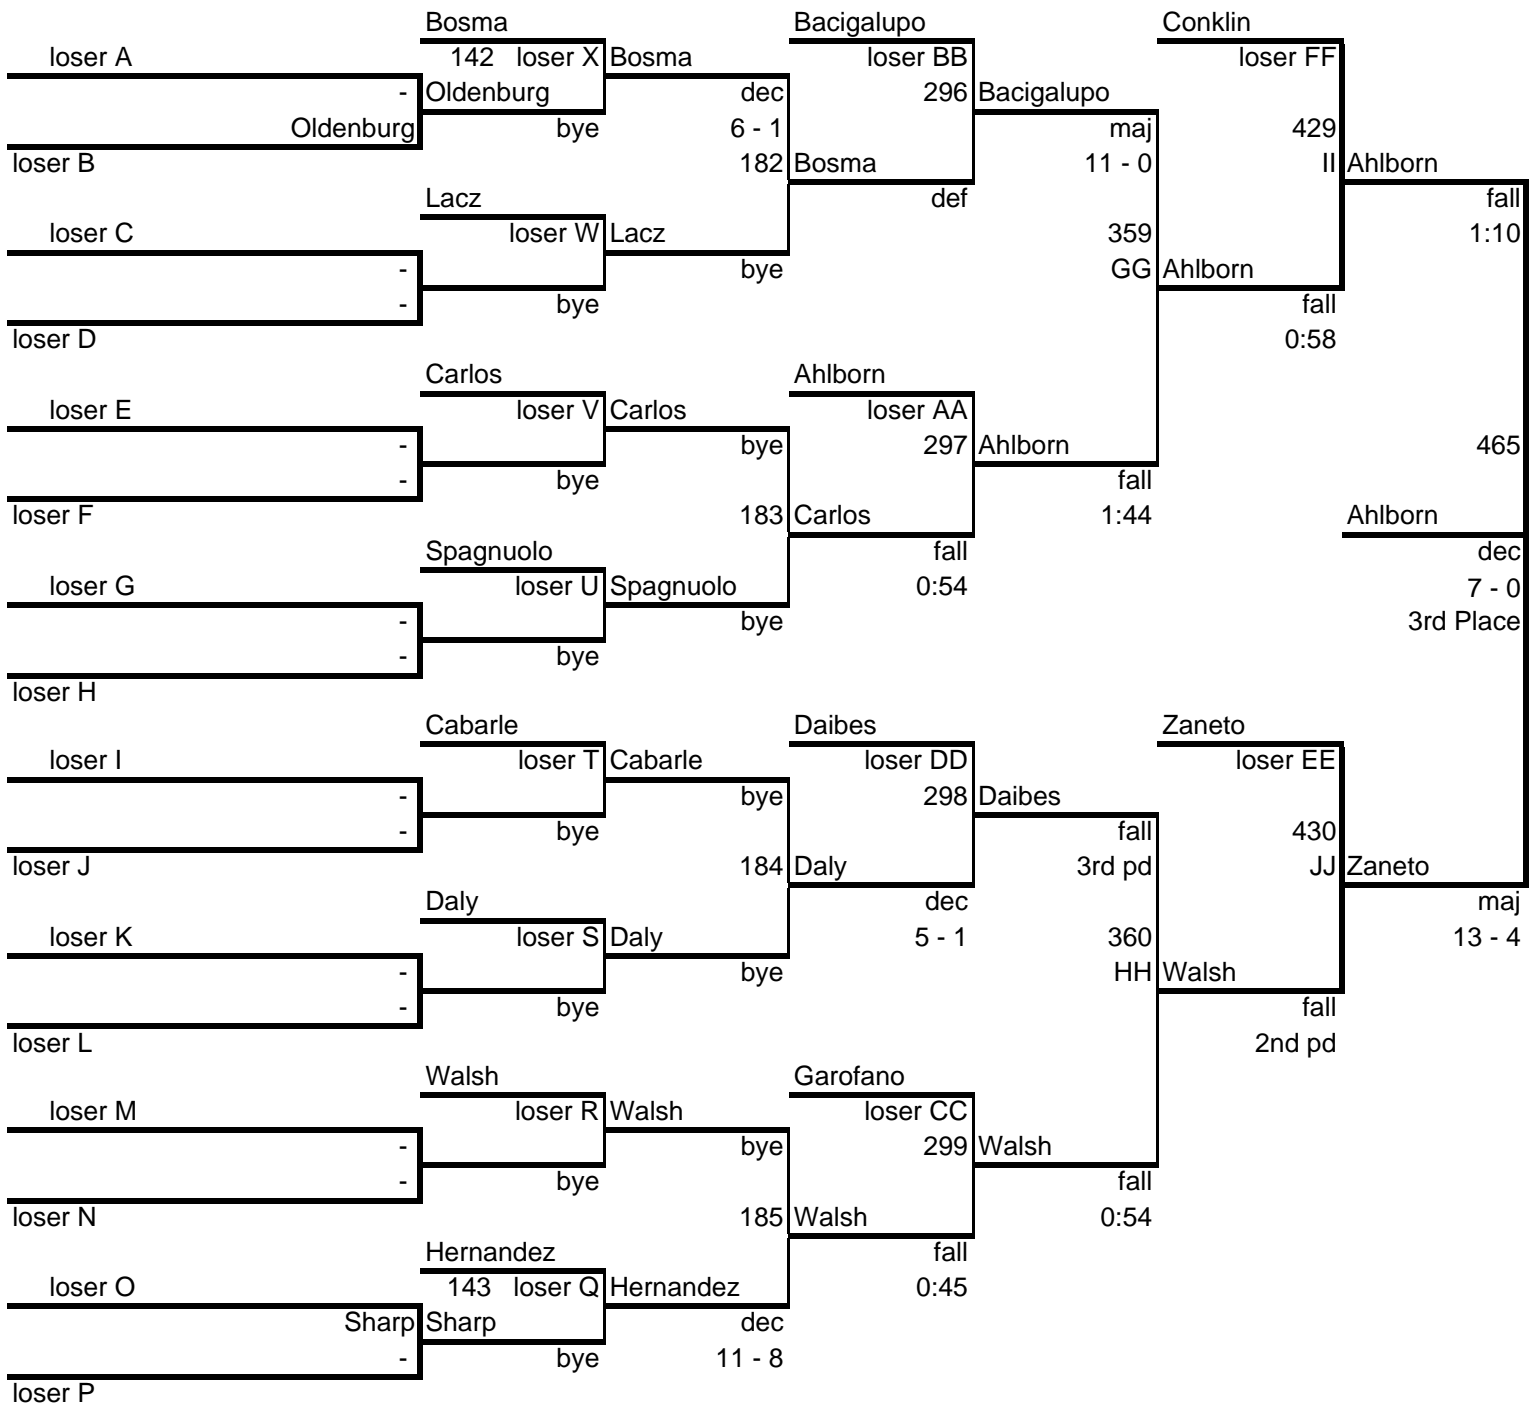 Bosma Bacigalupo Conklin
loser A 142 loser X Bosma loser BB loser FF
- Oldenburg dec 296 Bacigalupo
Oldenburg bye 6 - 1 maj 429
loser B 182 Bosma 11 - 0 II Ahlborn
Lacz def fall
loser C loser W Lacz 359 1:10
- bye GG Ahlborn
- bye fall
loser D 0:58
Carlos Ahlborn
loser E loser V Carlos loser AA
- bye 297 Ahlborn 465
- bye fall
loser F 183 Carlos 1:44 Ahlborn
Spagnuolo fall dec
loser G loser U Spagnuolo 0:54 7 - 0
- bye 3rd Place
- bye
loser H
Cabarle Daibes Zaneto
loser I loser T Cabarle loser DD loser EE
- bye 298 Daibes
- bye fall 430
loser J 184 Daly 3rd pd JJ Zaneto
Daly dec maj
loser K loser S Daly 5 - 1 360 13 - 4
- bye HH Walsh
- bye fall
loser L 2nd pd
Walsh Garofano
loser M loser R Walsh loser CC
- bye 299 Walsh
- bye fall
loser N 185 Walsh 0:54
Hernandez fall
loser O 143 loser Q Hernandez 0:45
Sharp Sharp dec
- bye 11 - 8
loser P